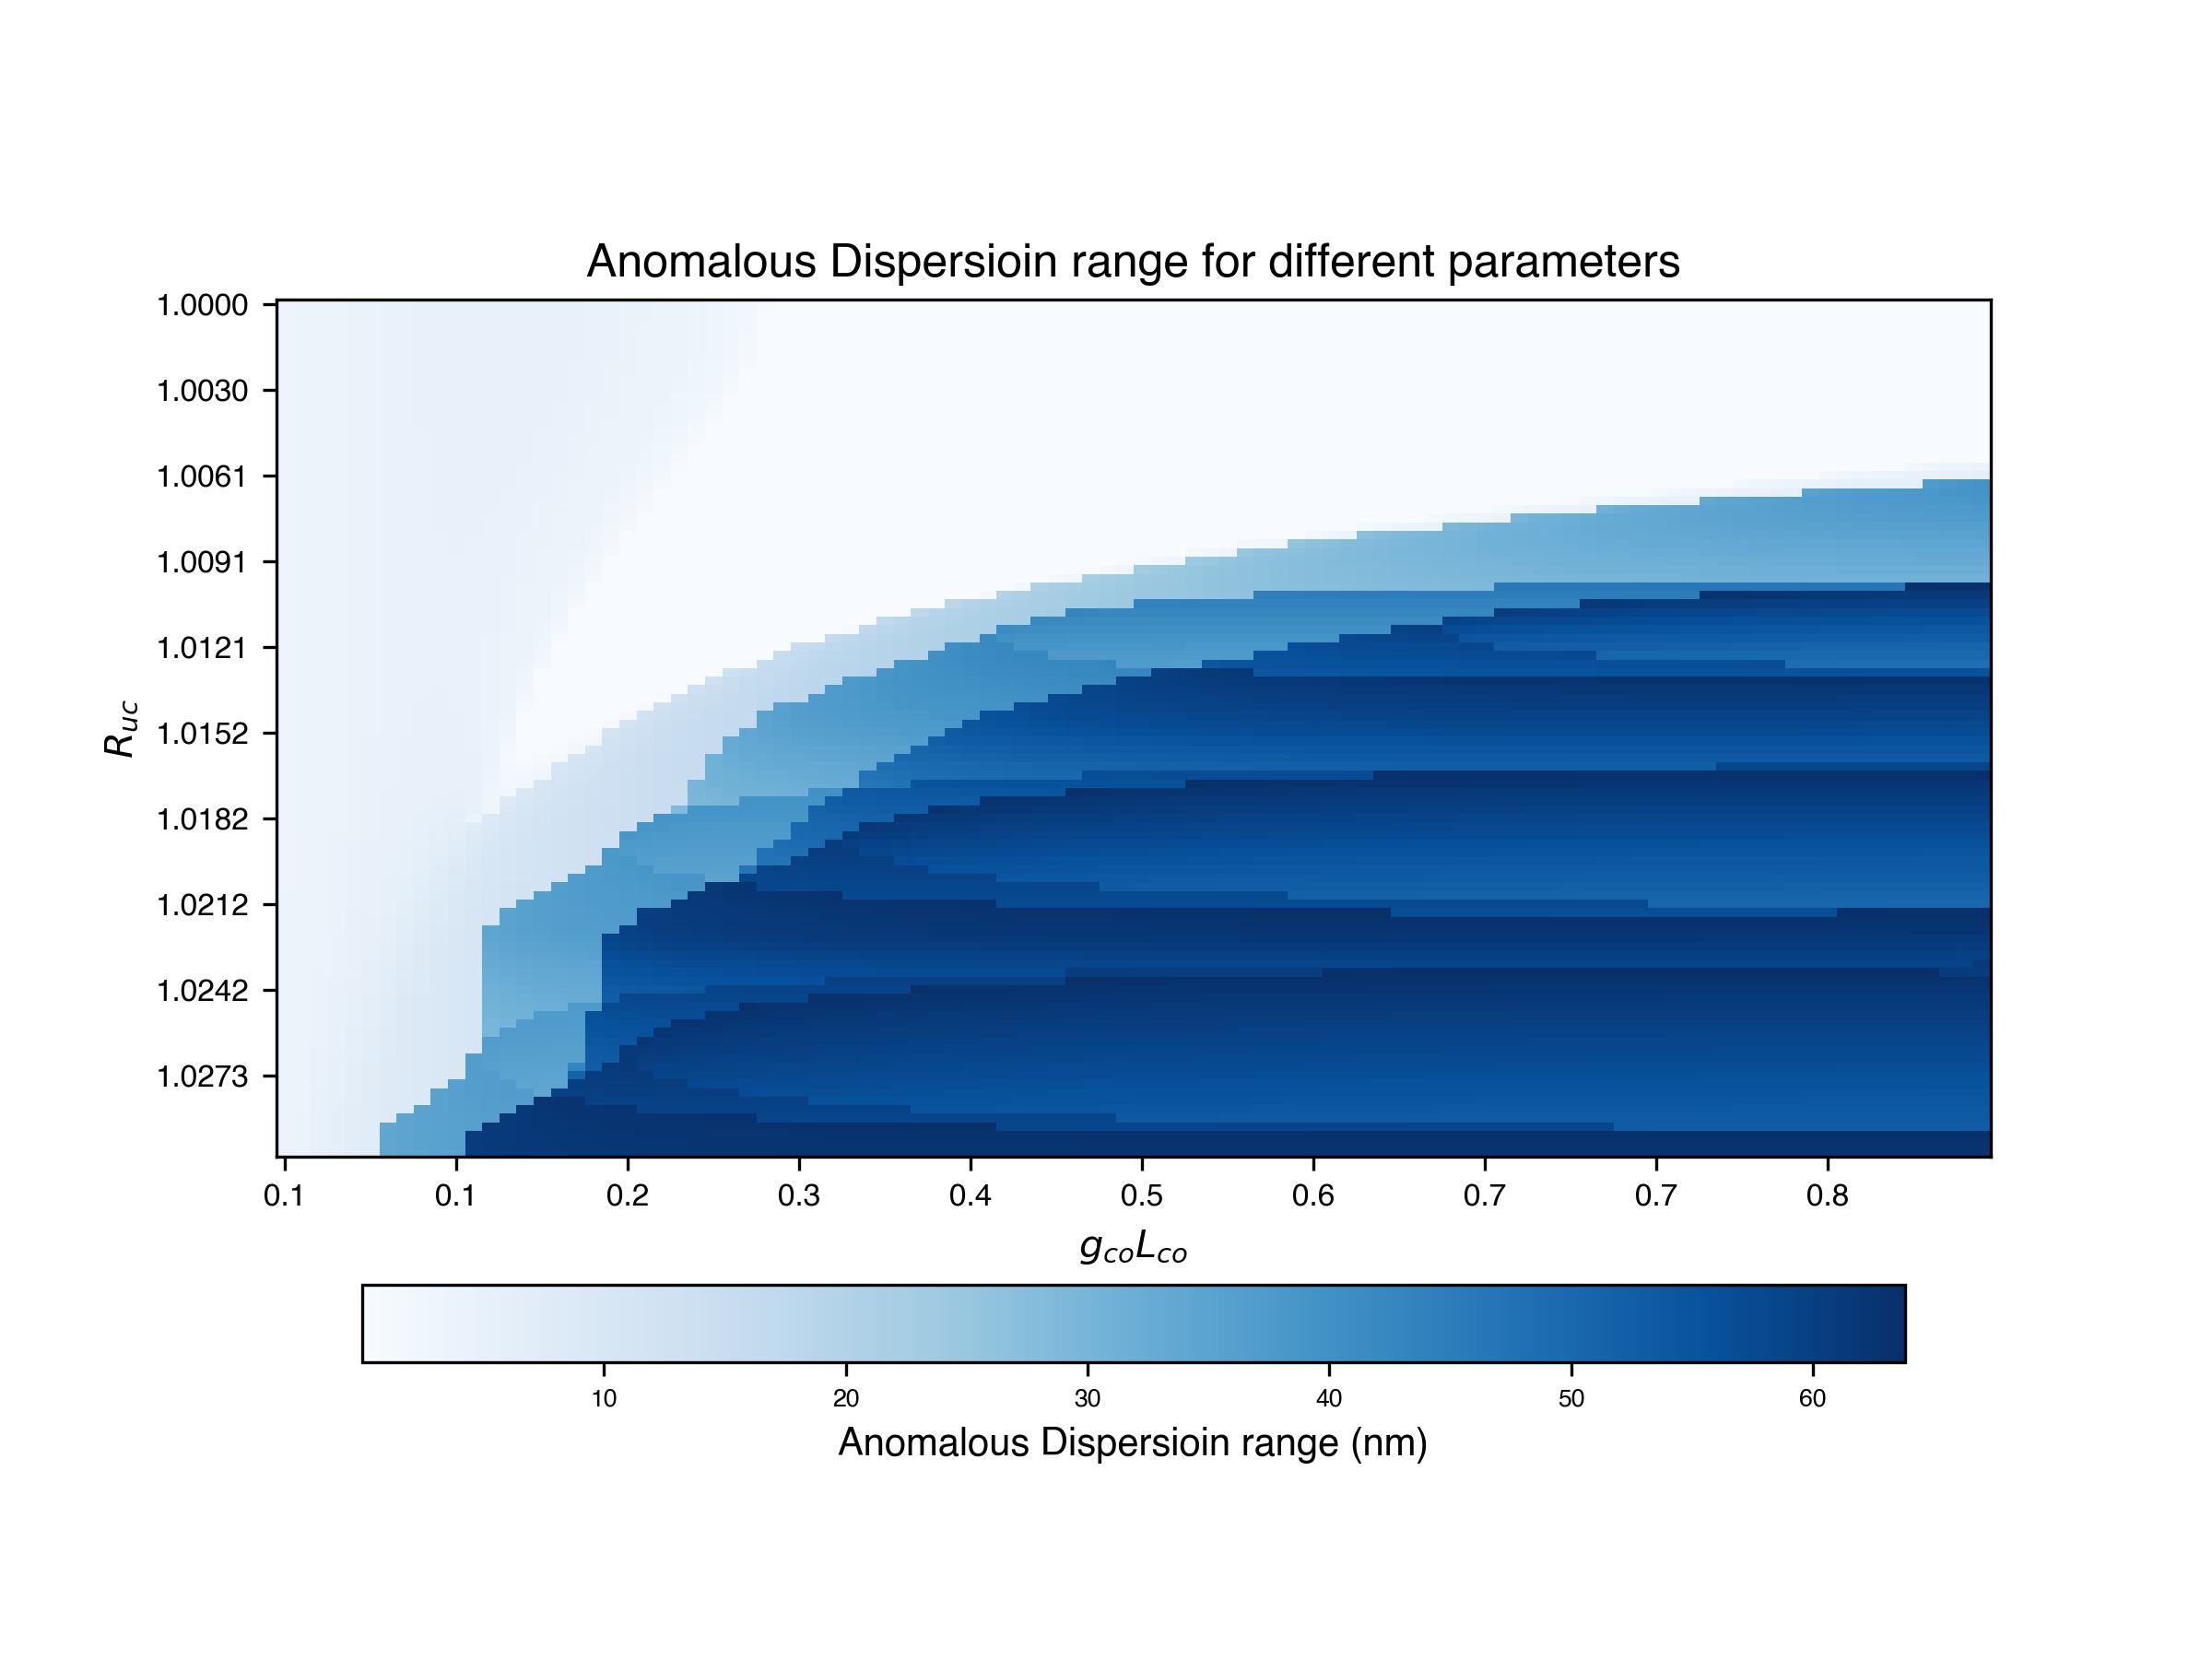 Anomalous Dispersioin range for different parameters
1.0000
1.0030
1.0061
1.0091
1.0121
1.0152
1.0182
1.0212
1.0242
1.0273
R_uc
0.1 0.1 0.2 0.3 0.4 0.5 0.6 0.7 0.7 0.8
g_co L_co
10 20 30 40 50 60
Anomalous Dispersioin range (nm)